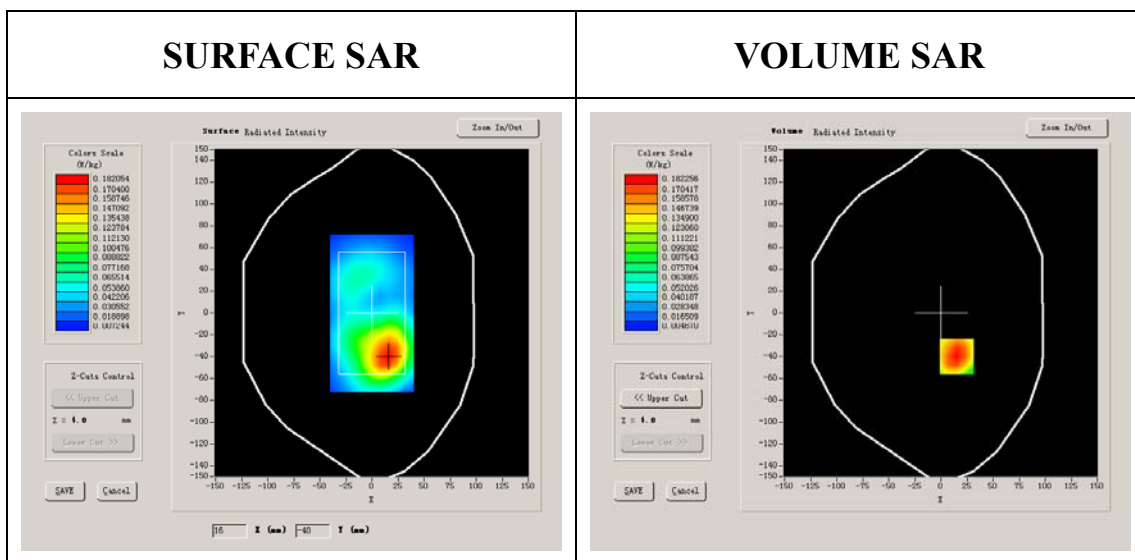 SURFACE SAR
Surface Radiated Intensity
Zoom In/Out
Colors Scale
(W/kg)
0.182054
0.170400
0.158746
0.147092
0.135438
0.123784
0.112130
0.100476
0.088822
0.077168
0.065514
0.053860
0.042206
0.030552
0.018898
0.007244
Z-Cuts Control
<< Upper Cut
Z = 4.0 mm
Lower Cut >>
SAVE Cancel
150
140
120
100
80
60
40
20
0
-20
-40
-60
-80
-100
-120
-140
-150
Y
-150 -125 -100 -75 -50 -25 0 25 50 75 100 125 150
X
16 X (mm) -40 Y (mm)
VOLUME SAR
Volume Radiated Intensity
Zoom In/Out
Colors Scale
(W/kg)
0.182256
0.170417
0.158578
0.146739
0.134900
0.123060
0.111221
0.099382
0.087543
0.075704
0.063865
0.052026
0.040187
0.028348
0.016509
0.004670
Z-Cuts Control
<< Upper Cut
Z = 4.0 mm
Lower Cut >>
SAVE Cancel
150
140
120
100
80
60
40
20
0
-20
-40
-60
-80
-100
-120
-140
-150
Y
-150 -125 -100 -75 -50 -25 0 25 50 75 100 125 150
X